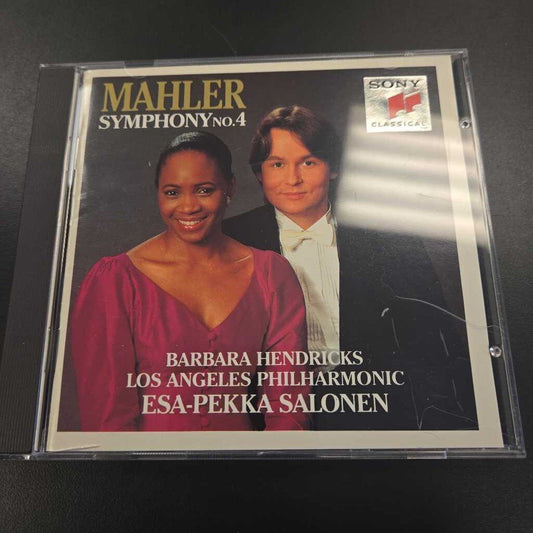 MAHLER
SYMPHONY NO.4
SONY
CLASSICAL
BARBARA HENDRICKS
LOS ANGELES PHILHARMONIC
ESA-PEKKA SALONEN